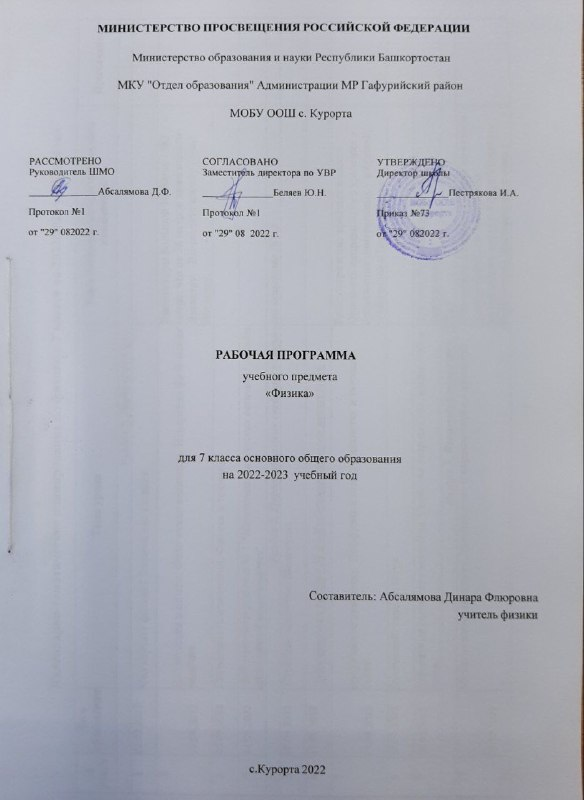 МИНИСТЕРСТВО ПРОСВЕЩЕНИЯ РОССИЙСКОЙ ФЕДЕРАЦИИ
Министерство образования и науки Республики Башкортостан
МКУ "Отдел образования" Администрации МР Гафурийский район
МОБУ ООШ с. Курорта
РАССМОТРЕНО
Руководитель ШМО
Абсалямова Д.Ф.
Протокол №1
от "29" 082022 г.
СОГЛАСОВАНО
Заместитель директора по УВР
Беляев Ю.Н.
Протокол №1
от "29" 08 2022 г.
УТВЕРЖДЕНО
Директор школы
Пестрякова И.А.
Приказ №73
от "29" 082022 г.
РАБОЧАЯ ПРОГРАММА
учебного предмета
«Физика»
для 7 класса основного общего образования
на 2022-2023 учебный год
Составитель: Абсалямова Динара Флюровна
учитель физики
с.Курорта 2022